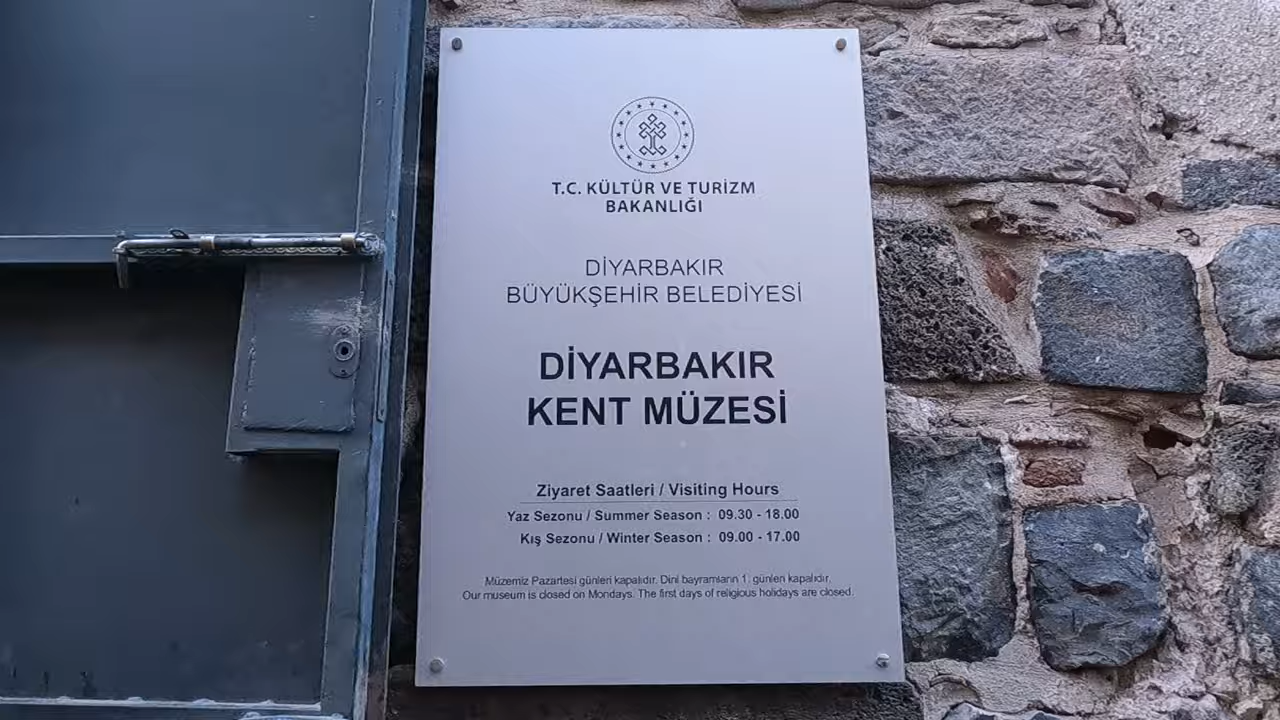 T.C. KÜLTÜR VE TURİZM
BAKANLIĞI
DİYARBAKIR
BÜYÜKŞEHİR BELEDİYESİ
DİYARBAKIR
KENT MÜZESİ
Ziyaret Saatleri / Visiting Hours
Yaz Sezonu / Summer Season : 09.30 - 18.00
Kış Sezonu / Winter Season : 09.00 - 17.00
Müzemiz Pazartesi günleri kapalıdır. Dini bayramların 1. günleri kapalıdır.
Our museum is closed on Mondays. The first days of religious holidays are closed.